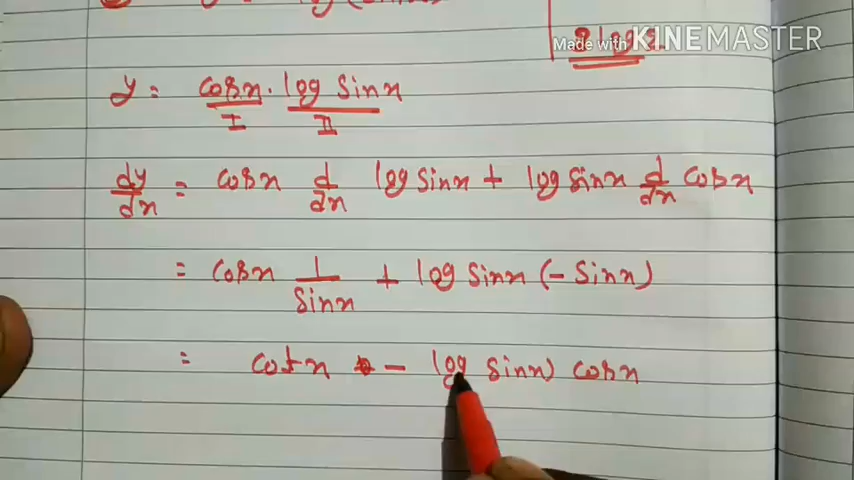 Made with KINEMASTER
y = cosx . log sinx
I II
dy/dx = cosx d/dx log sinx + log sinx d/dx cosx
= cosx 1/sinx + log sinx (- sinx)
= cotx - log sinx) cosx